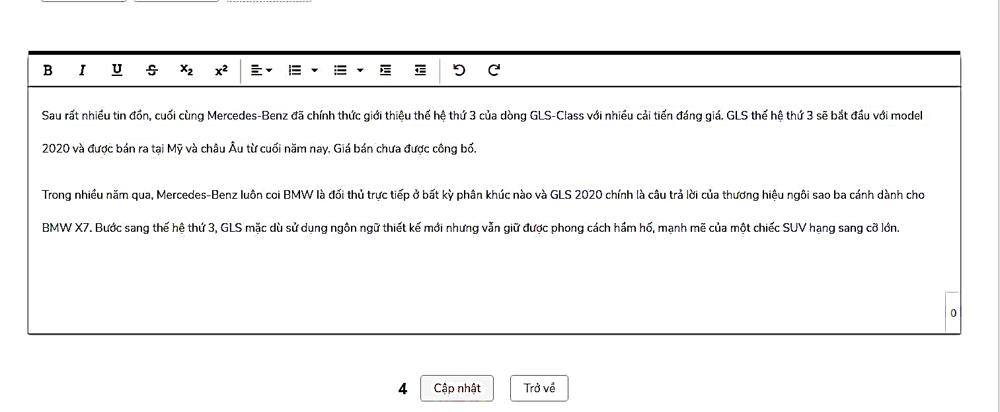 B I U S X₂ x²
Sau rất nhiều tin đồn, cuối cùng Mercedes-Benz đã chính thức giới thiệu thế hệ thứ 3 của dòng GLS-Class với nhiều cải tiến đáng giá. GLS thế hệ thứ 3 sẽ bắt đầu với model
2020 và được bán ra tại Mỹ và châu Âu từ cuối năm nay. Giá bán chưa được công bố.
Trong nhiều năm qua, Mercedes-Benz luôn coi BMW là đối thủ trực tiếp ở bất kỳ phân khúc nào và GLS 2020 chính là câu trả lời của thương hiệu ngôi sao ba cánh dành cho
BMW X7. Bước sang thế hệ thứ 3, GLS mặc dù sử dụng ngôn ngữ thiết kế mới nhưng vẫn giữ được phong cách hầm hố, mạnh mẽ của một chiếc SUV hạng sang cỡ lớn.
0
4 Cập nhật Trở về